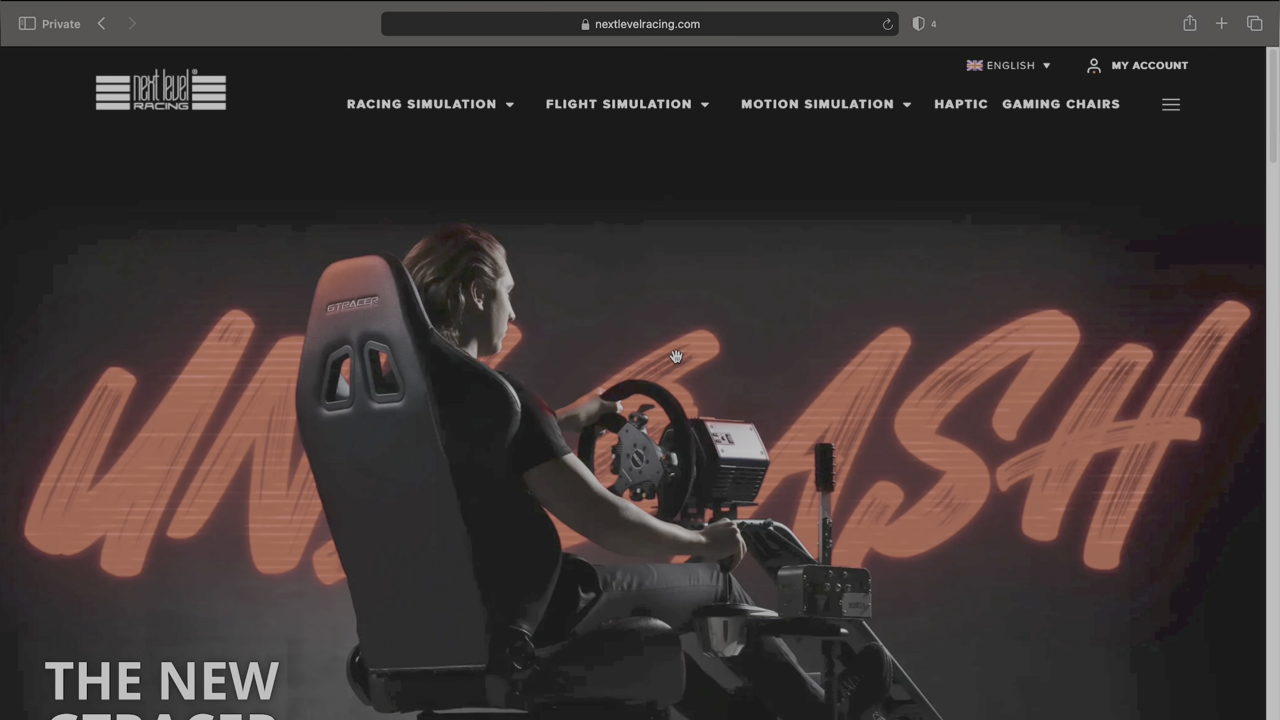 Private
nextlevelracing.com
4
ENGLISH
MY ACCOUNT
next level
RACING
RACING SIMULATION
FLIGHT SIMULATION
MOTION SIMULATION
HAPTIC
GAMING CHAIRS
GTRACER
UNLEASH
THE NEW
GTRACER